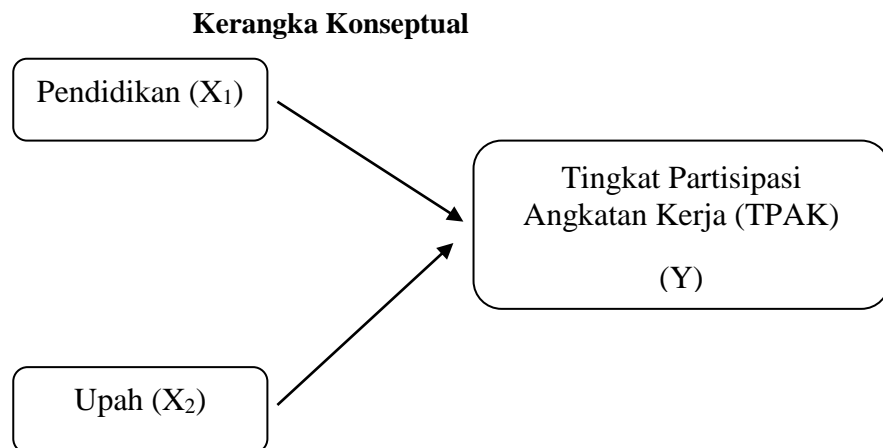 Kerangka Konseptual
Pendidikan (X₁)
Tingkat Partisipasi
Angkatan Kerja (TPAK)
(Y)
Upah (X₂)